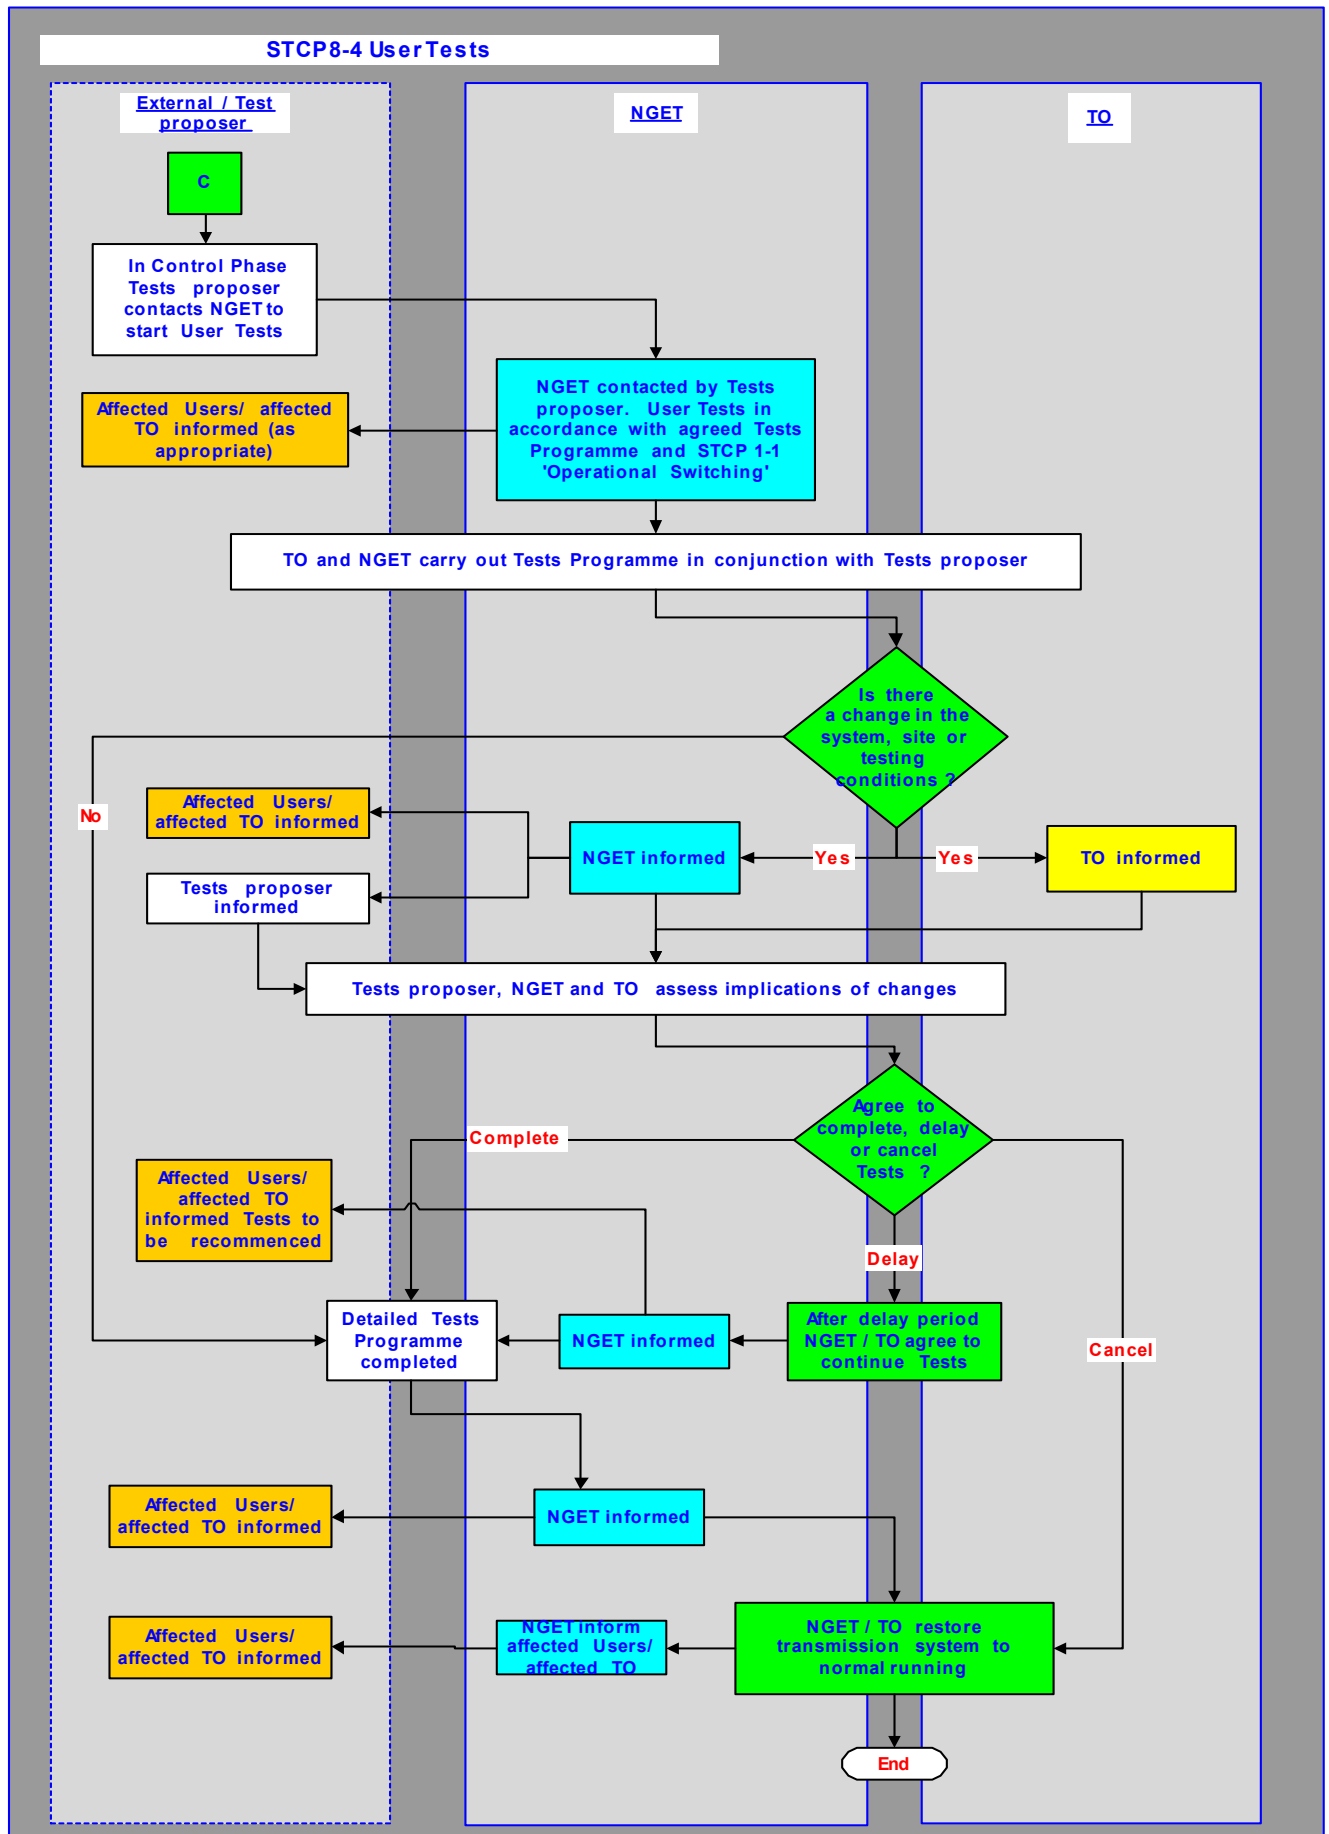 STCP8-4 User Tests
External / Test
proposer
NGET
TO
C
In Control Phase
Tests proposer
contacts NGET to
start User Tests
NGET contacted by Tests
proposer. User Tests in
accordance with agreed Tests
Programme and STCP 1-1
'Operational Switching'
Affected Users/ affected
TO informed (as
appropriate)
TO and NGET carry out Tests Programme in conjunction with Tests proposer
Is there
a change in the
system, site or
testing
conditions ?
No
Affected Users/
affected TO informed
NGET informed
Yes
Yes
TO informed
Tests proposer
informed
Tests proposer, NGET and TO assess implications of changes
Agree to
complete, delay
or cancel
Tests ?
Complete
Affected Users/
affected TO
informed Tests to
be recommenced
Delay
Detailed Tests
Programme
completed
NGET informed
After delay period
NGET / TO agree to
continue Tests
Cancel
Affected Users/
affected TO informed
NGET informed
Affected Users/
affected TO informed
NGET inform
affected Users/
affected TO
NGET / TO restore
transmission system to
normal running
End